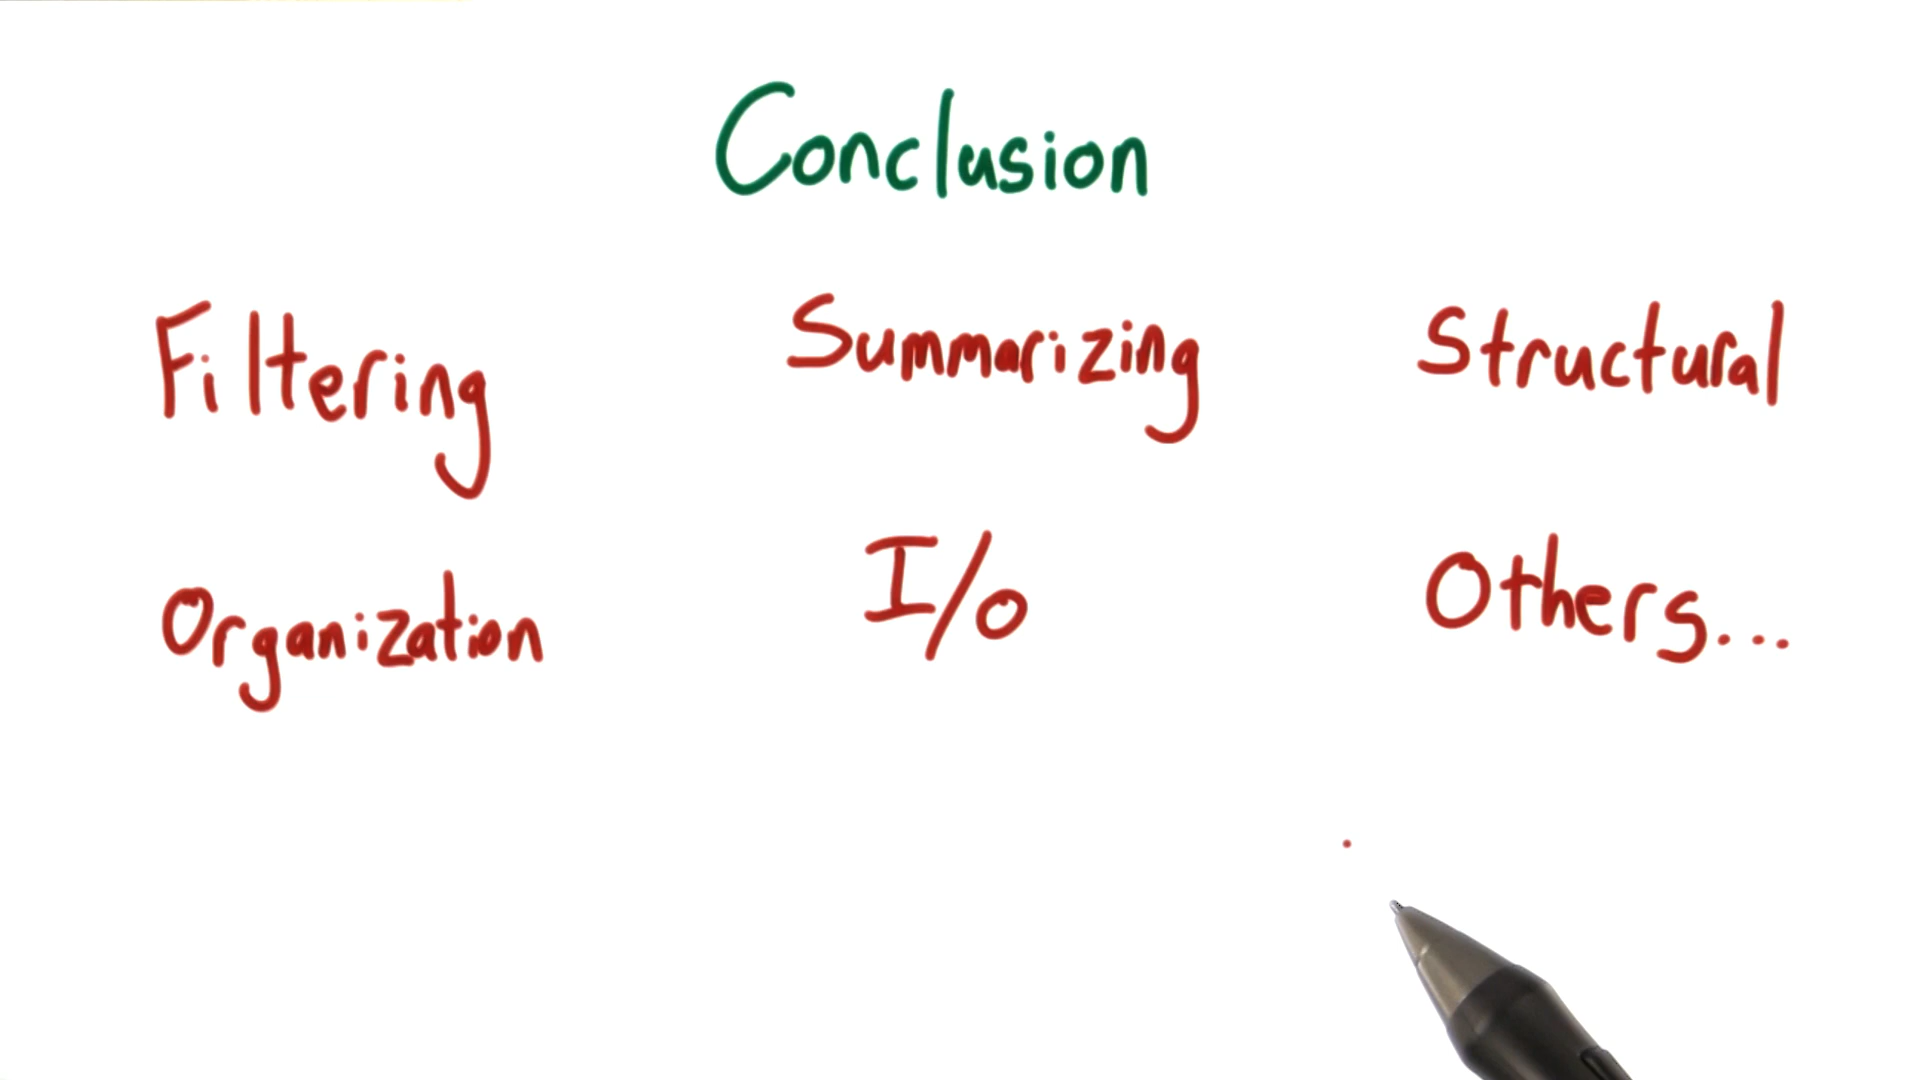 Conclusion
Filtering Summarizing Structural
Organization I/O Others...